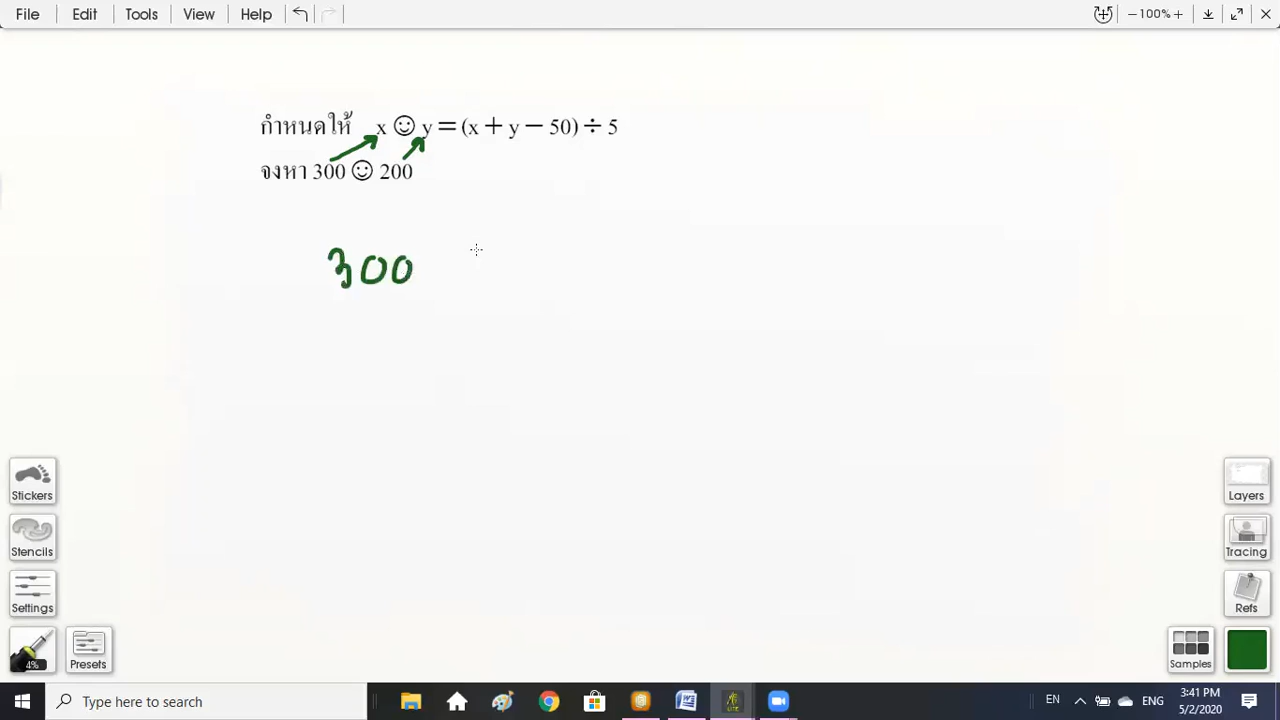 File Edit Tools View Help −100%+
กำหนดให้ x ☺ y = (x + y − 50) ÷ 5
จงหา 300 ☺ 200
300
Stickers
Stencils
Settings
4%
Presets
Layers
Tracing
Refs
Samples
Type here to search
EN ENG
3:41 PM
5/2/2020